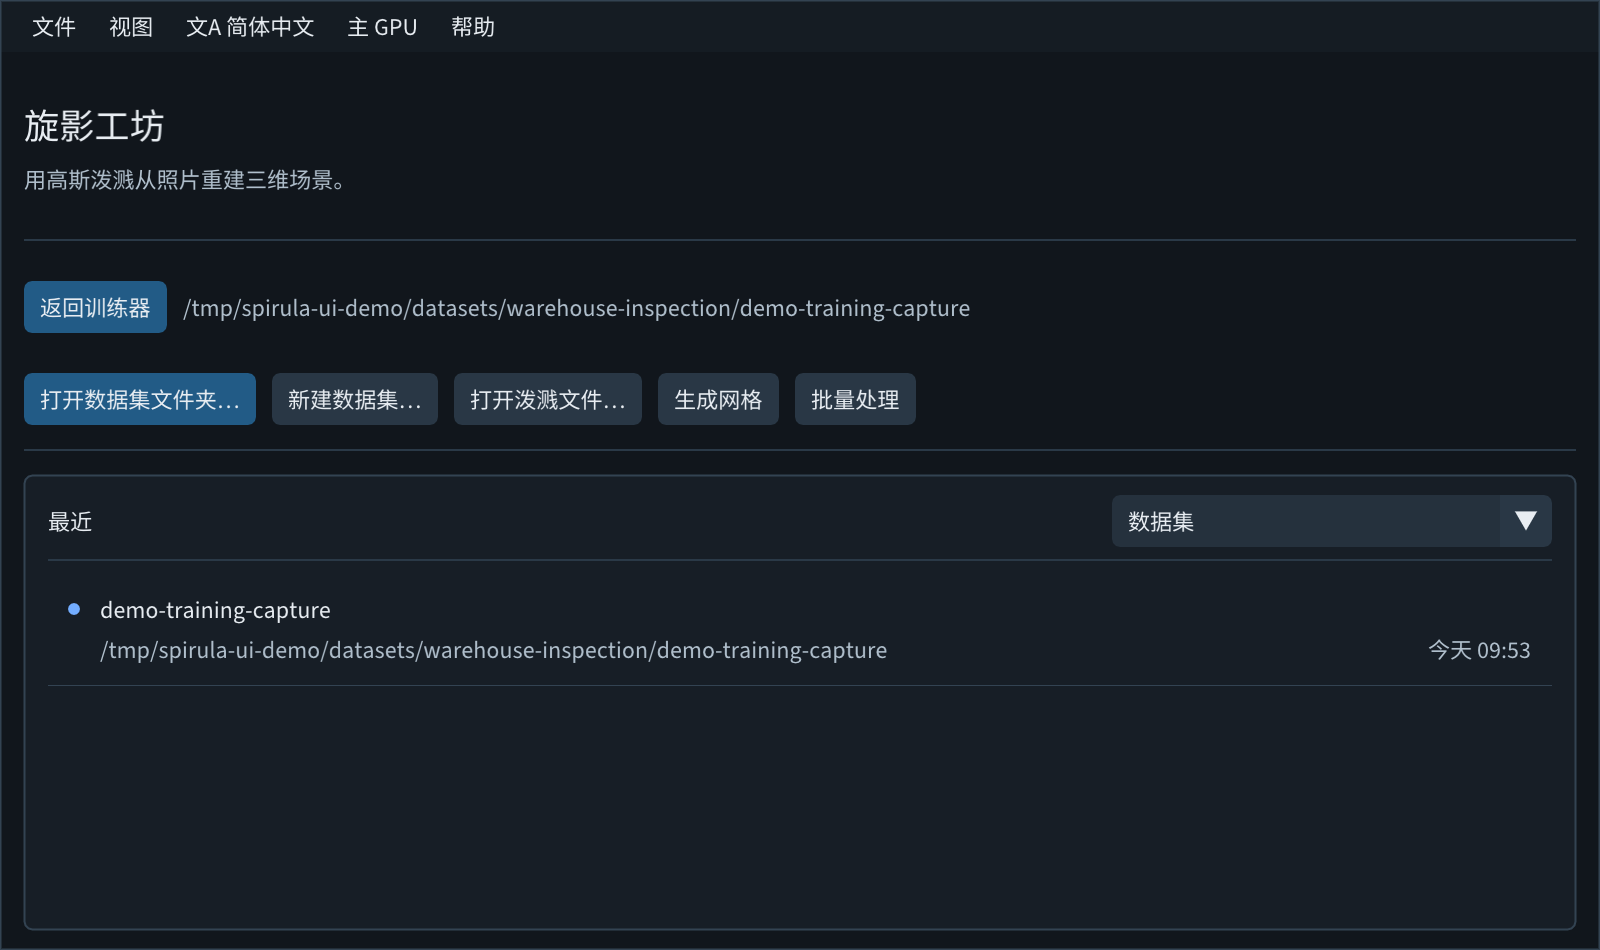 文件 视图 文A 简体中文 主 GPU 帮助
旋影工坊
用高斯泼溅从照片重建三维场景。
返回训练器 /tmp/spirula-ui-demo/datasets/warehouse-inspection/demo-training-capture
打开数据集文件夹... 新建数据集... 打开泼溅文件... 生成网格 批量处理
最近 数据集
demo-training-capture
/tmp/spirula-ui-demo/datasets/warehouse-inspection/demo-training-capture 今天 09:53